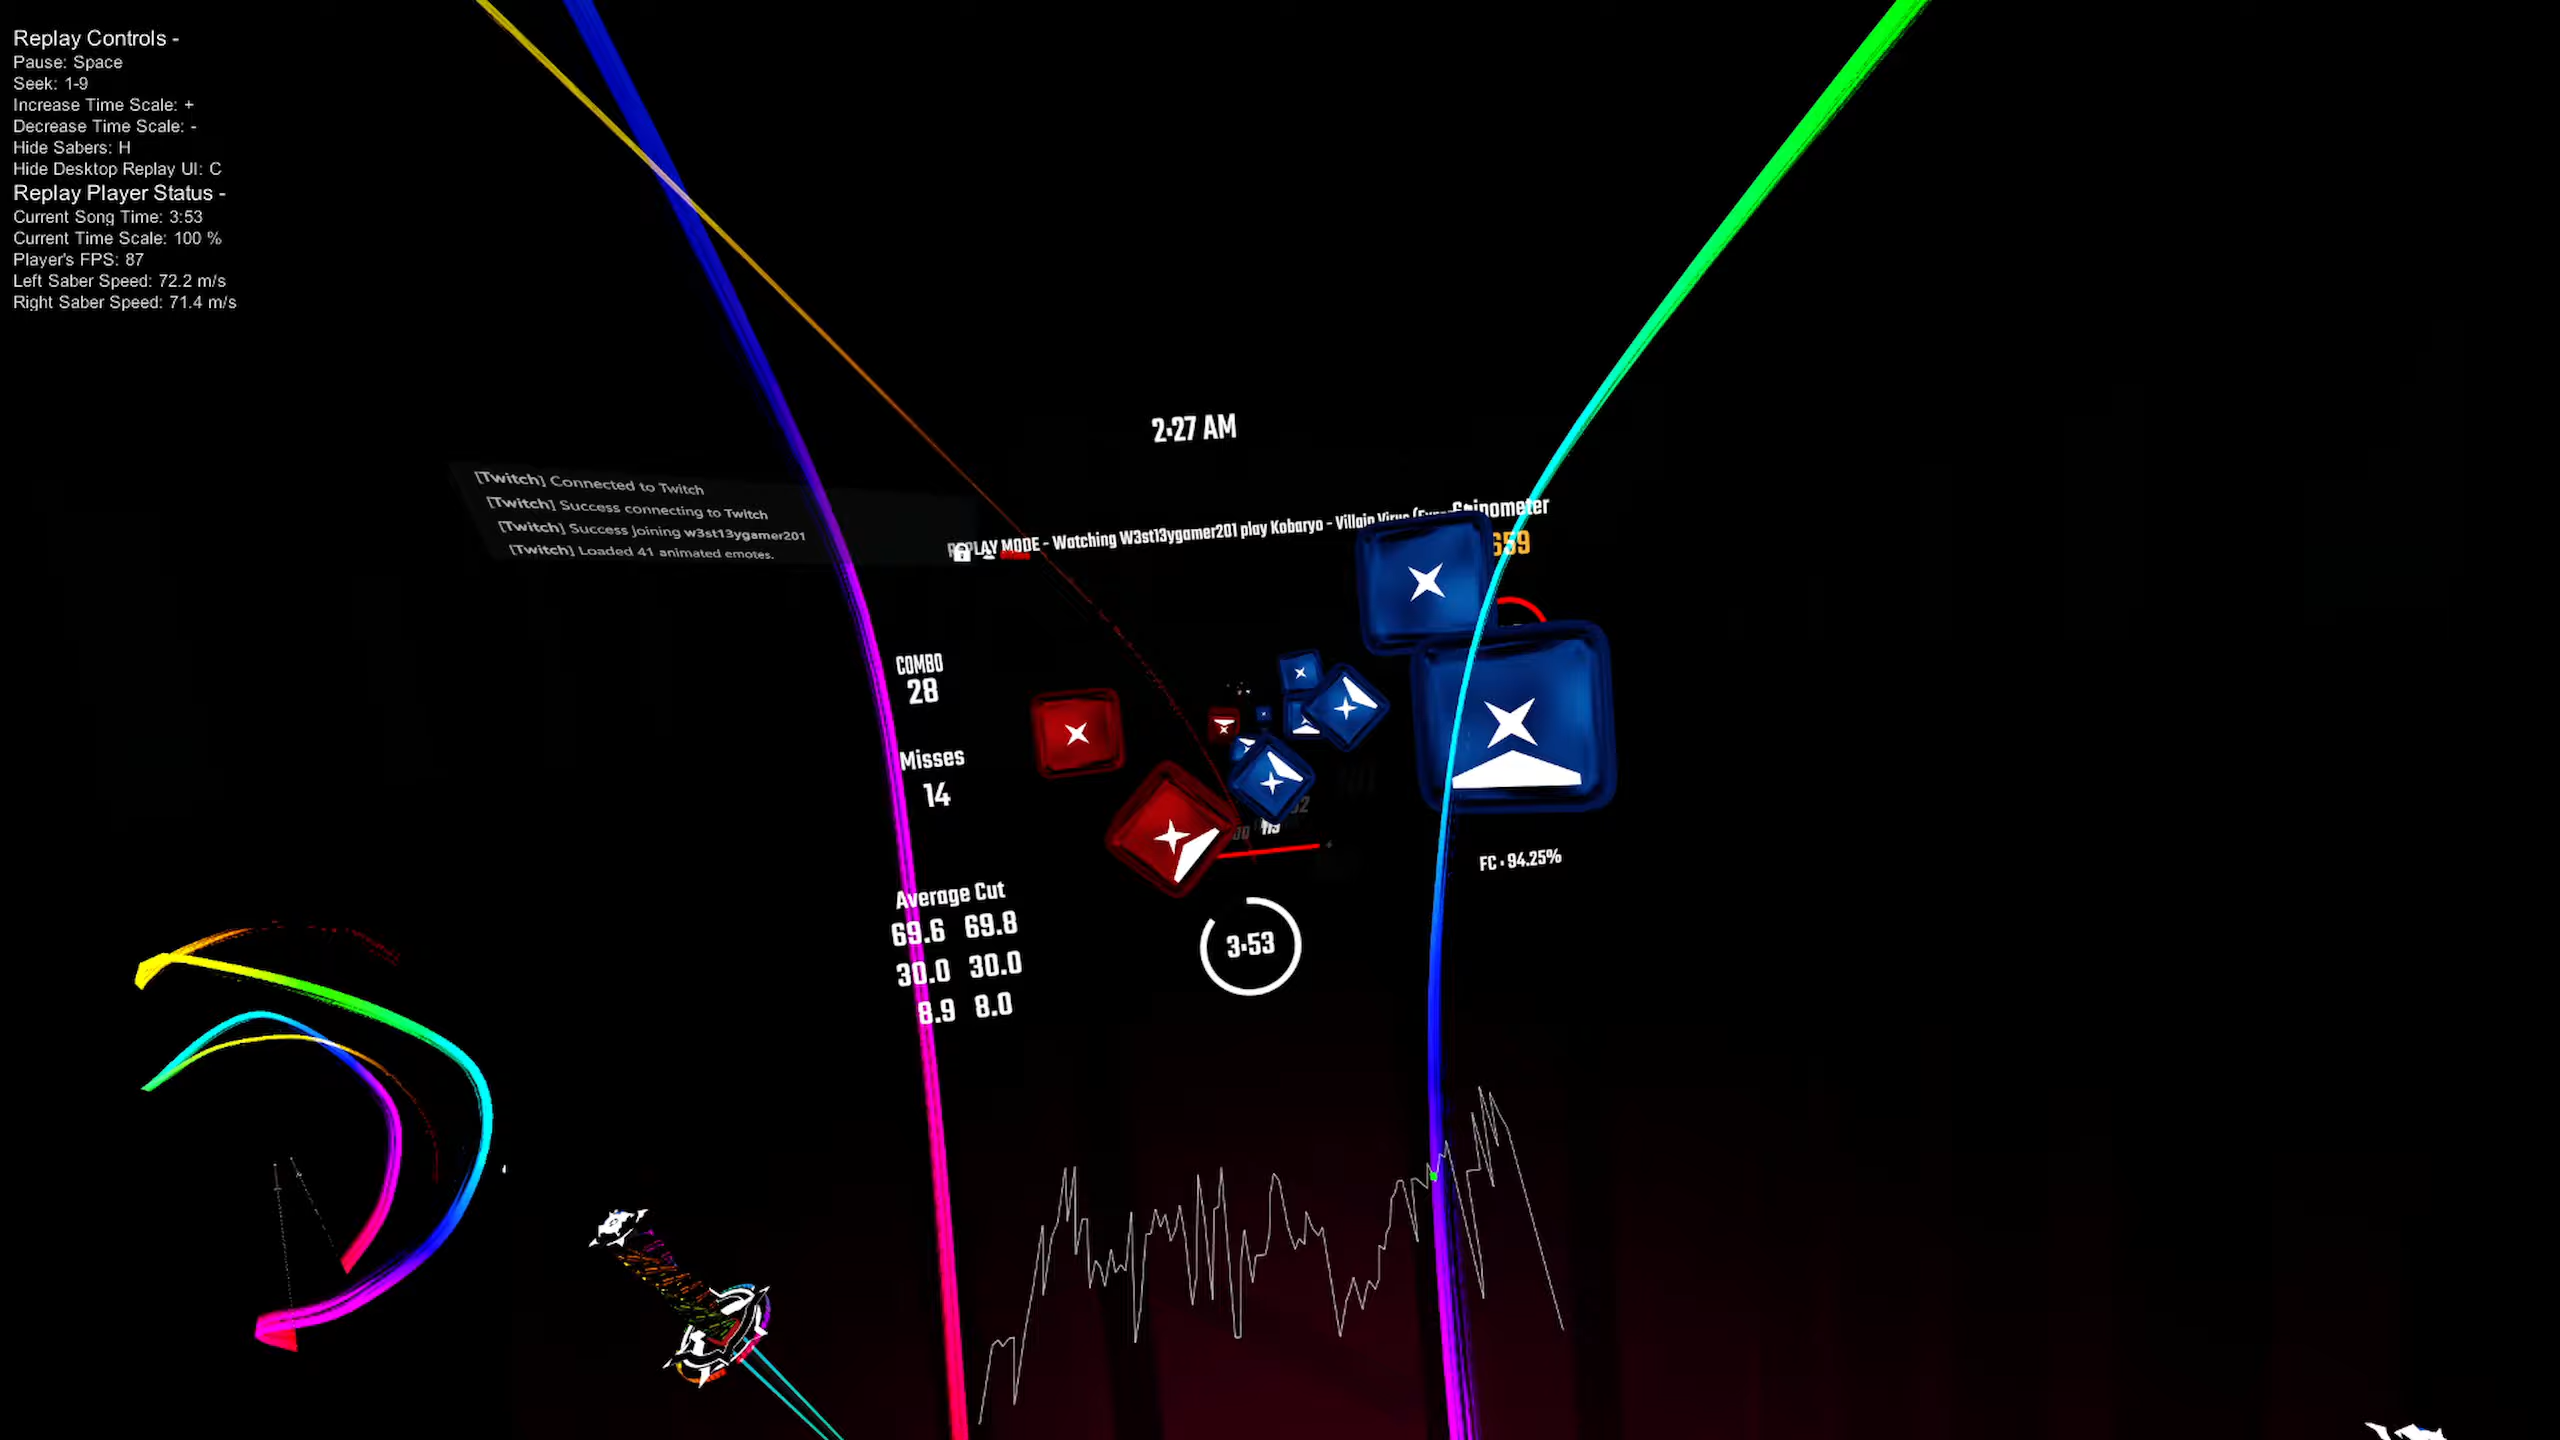 Replay Controls -
Pause: Space
Seek: 1-9
Increase Time Scale: +
Decrease Time Scale: -
Hide Sabers: H
Hide Desktop Replay UI: C
Replay Player Status -
Current Song Time: 3:53
Current Time Scale: 100 %
Player's FPS: 87
Left Saber Speed: 72.2 m/s
Right Saber Speed: 71.4 m/s
2:27 AM
[Twitch] Connected to Twitch
[Twitch] Success connecting to Twitch
[Twitch] Success joining w3st13ygamer201
[Twitch] Loaded 41 animated emotes.
REPLAY MODE - Watching W3st13ygamer201 play Kobaryo - Villain Virus
Spinometer
659
COMBO
28
Misses
14
FC • 94.25%
Average Cut
69.6 69.8
30.0 30.0
8.9 8.0
3:53